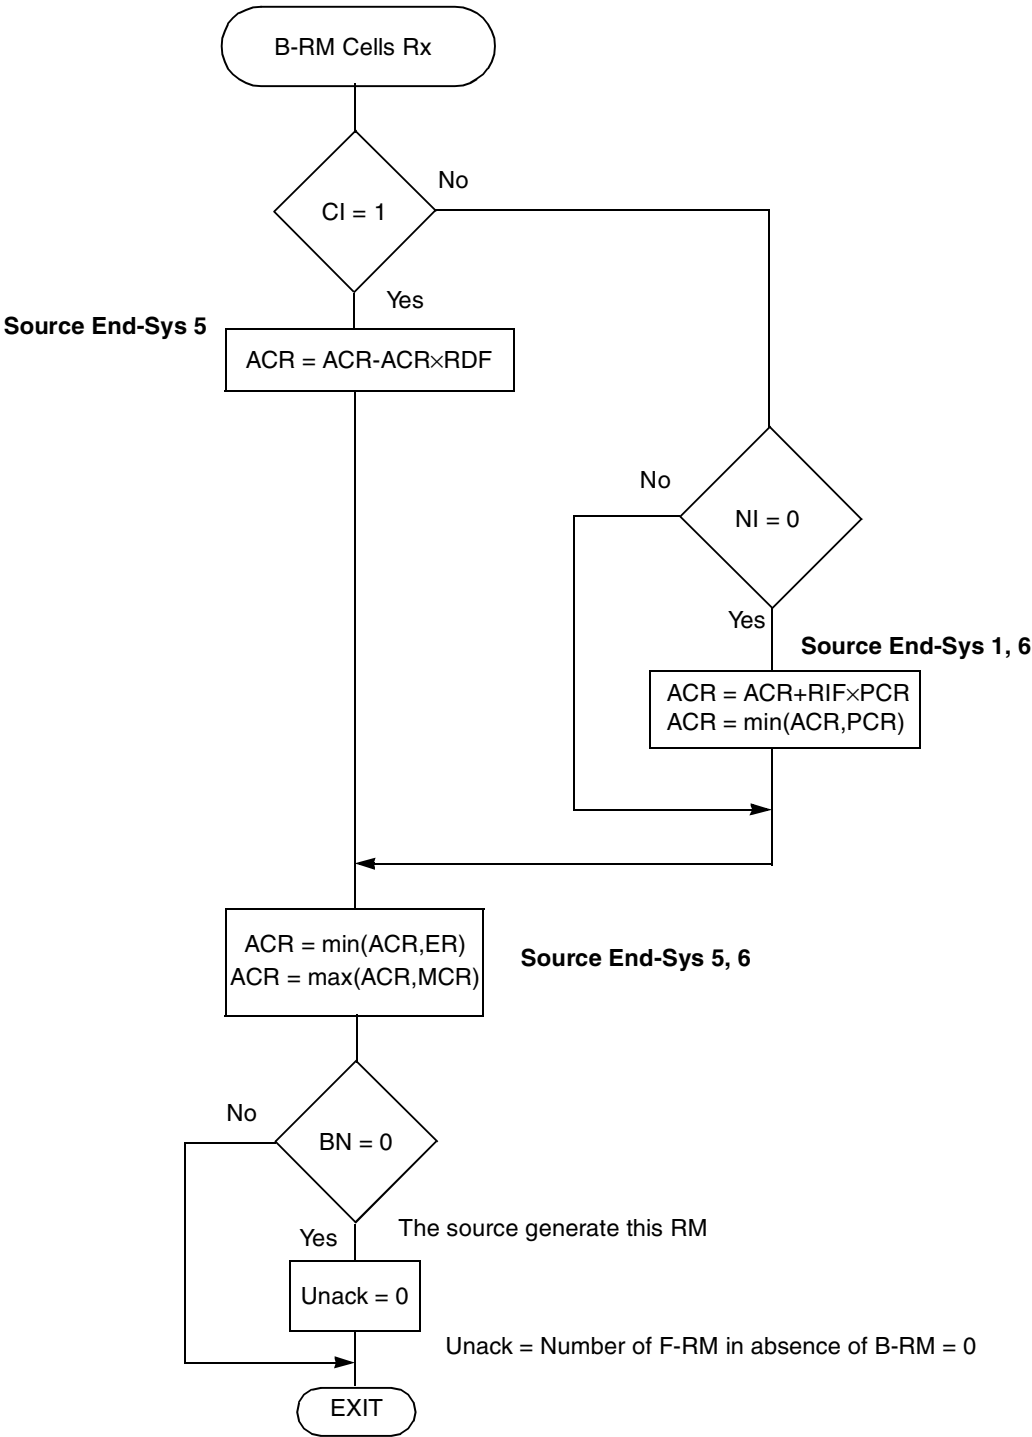 B-RM Cells Rx
No
CI = 1
Yes
Source End-Sys 5
ACR = ACR-ACR×RDF
No
NI = 0
Yes
Source End-Sys 1, 6
ACR = ACR+RIF×PCR
ACR = min(ACR,PCR)
ACR = min(ACR,ER)
ACR = max(ACR,MCR)
Source End-Sys 5, 6
No
BN = 0
The source generate this RM
Yes
Unack = 0
Unack = Number of F-RM in absence of B-RM = 0
EXIT